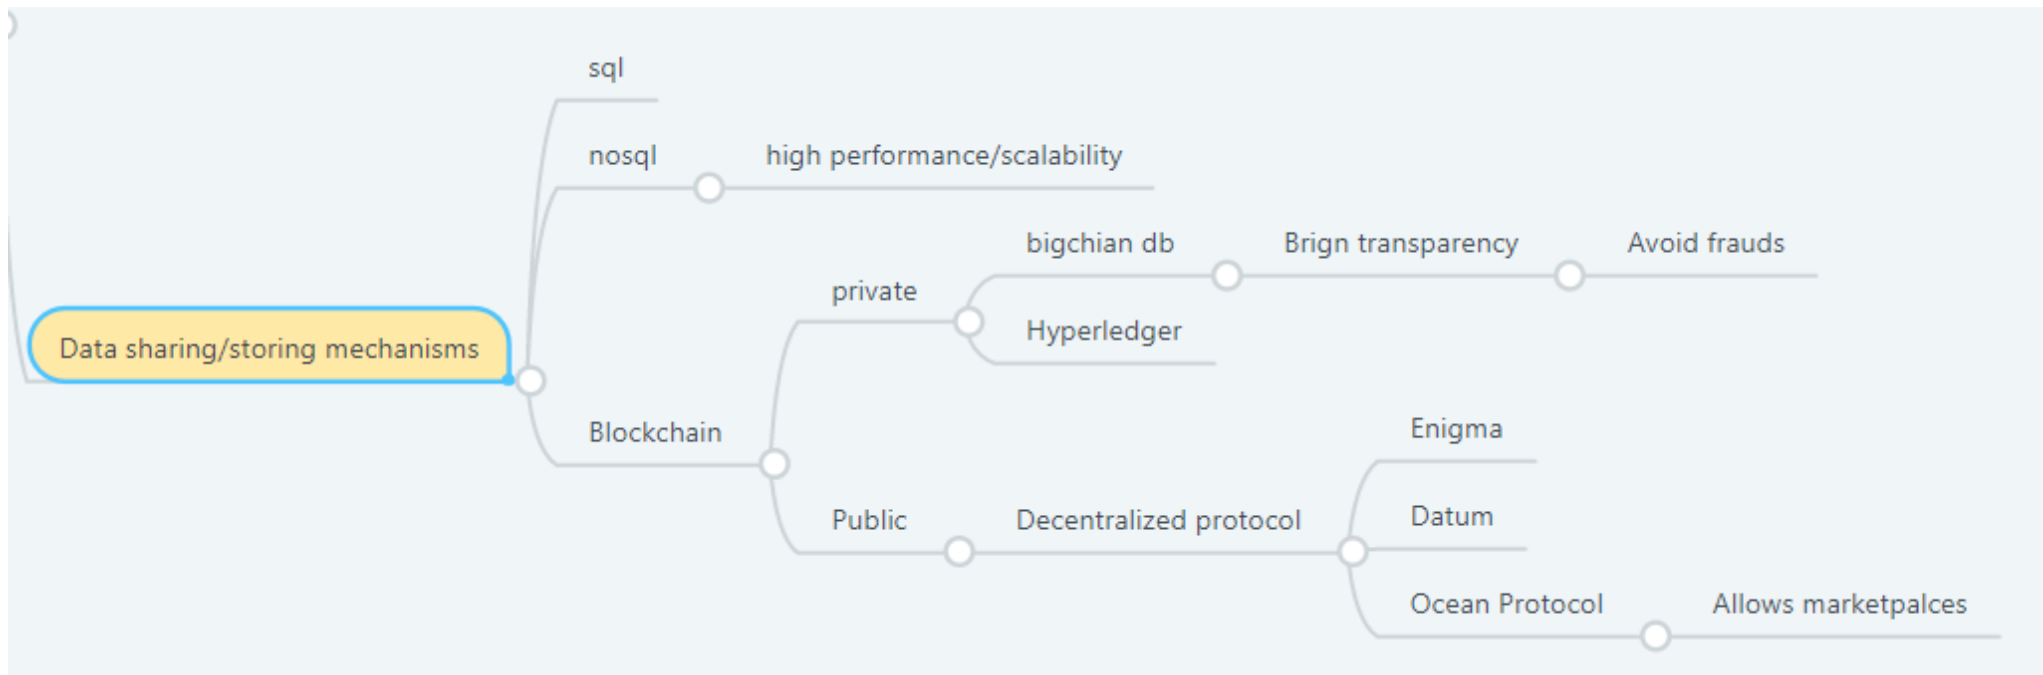 sql
nosql
high performance/scalability
bigchian db
Brign transparency
Avoid frauds
private
Hyperledger
Data sharing/storing mechanisms
Blockchain
Enigma
Public
Decentralized protocol
Datum
Ocean Protocol
Allows marketpalces